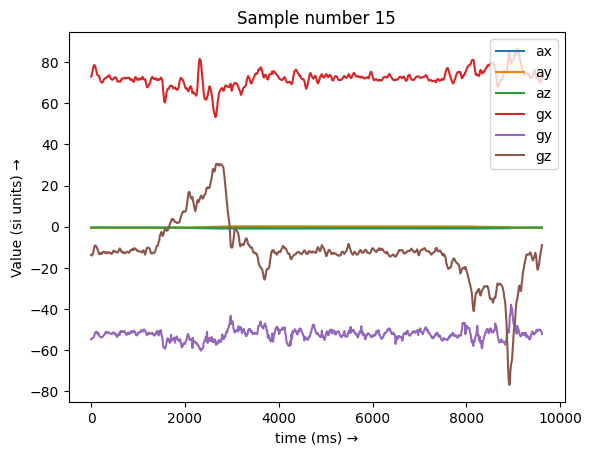 Sample number 15
Value (si units) →
80
60
40
20
0
−20
−40
−60
−80
0
2000
4000
6000
8000
10000
time (ms) →
ax
ay
az
gx
gy
gz